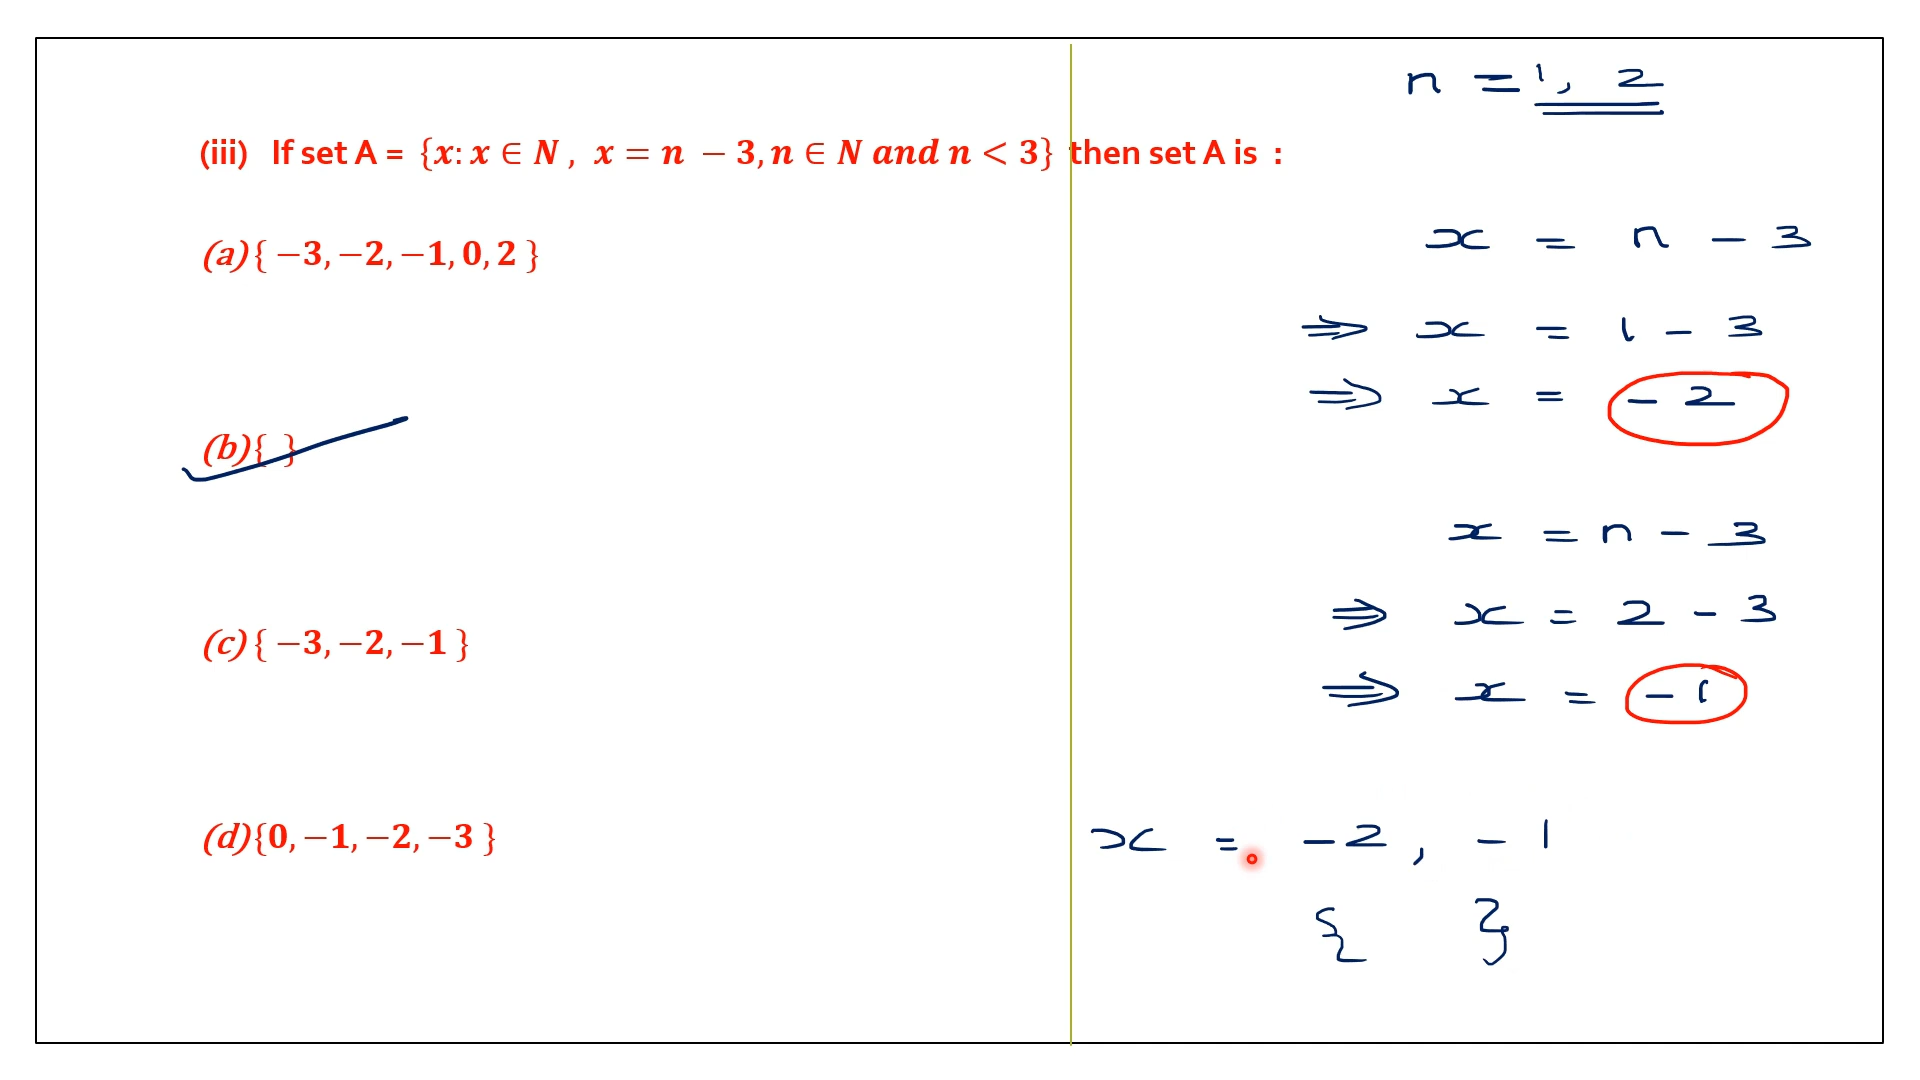 n = 1, 2
(iii) If set A = {x: x ∈ N , x = n − 3, n ∈ N and n < 3} then set A is :
(a) { −3, −2, −1, 0, 2 }
(b) { }
(c) { −3, −2, −1 }
(d) {0, −1, −2, −3 }
x = n - 3
⇒ x = 1 - 3
⇒ x = - 2
x = n - 3
⇒ x = 2 - 3
⇒ x = - 1
x = - 2 , - 1
{ }